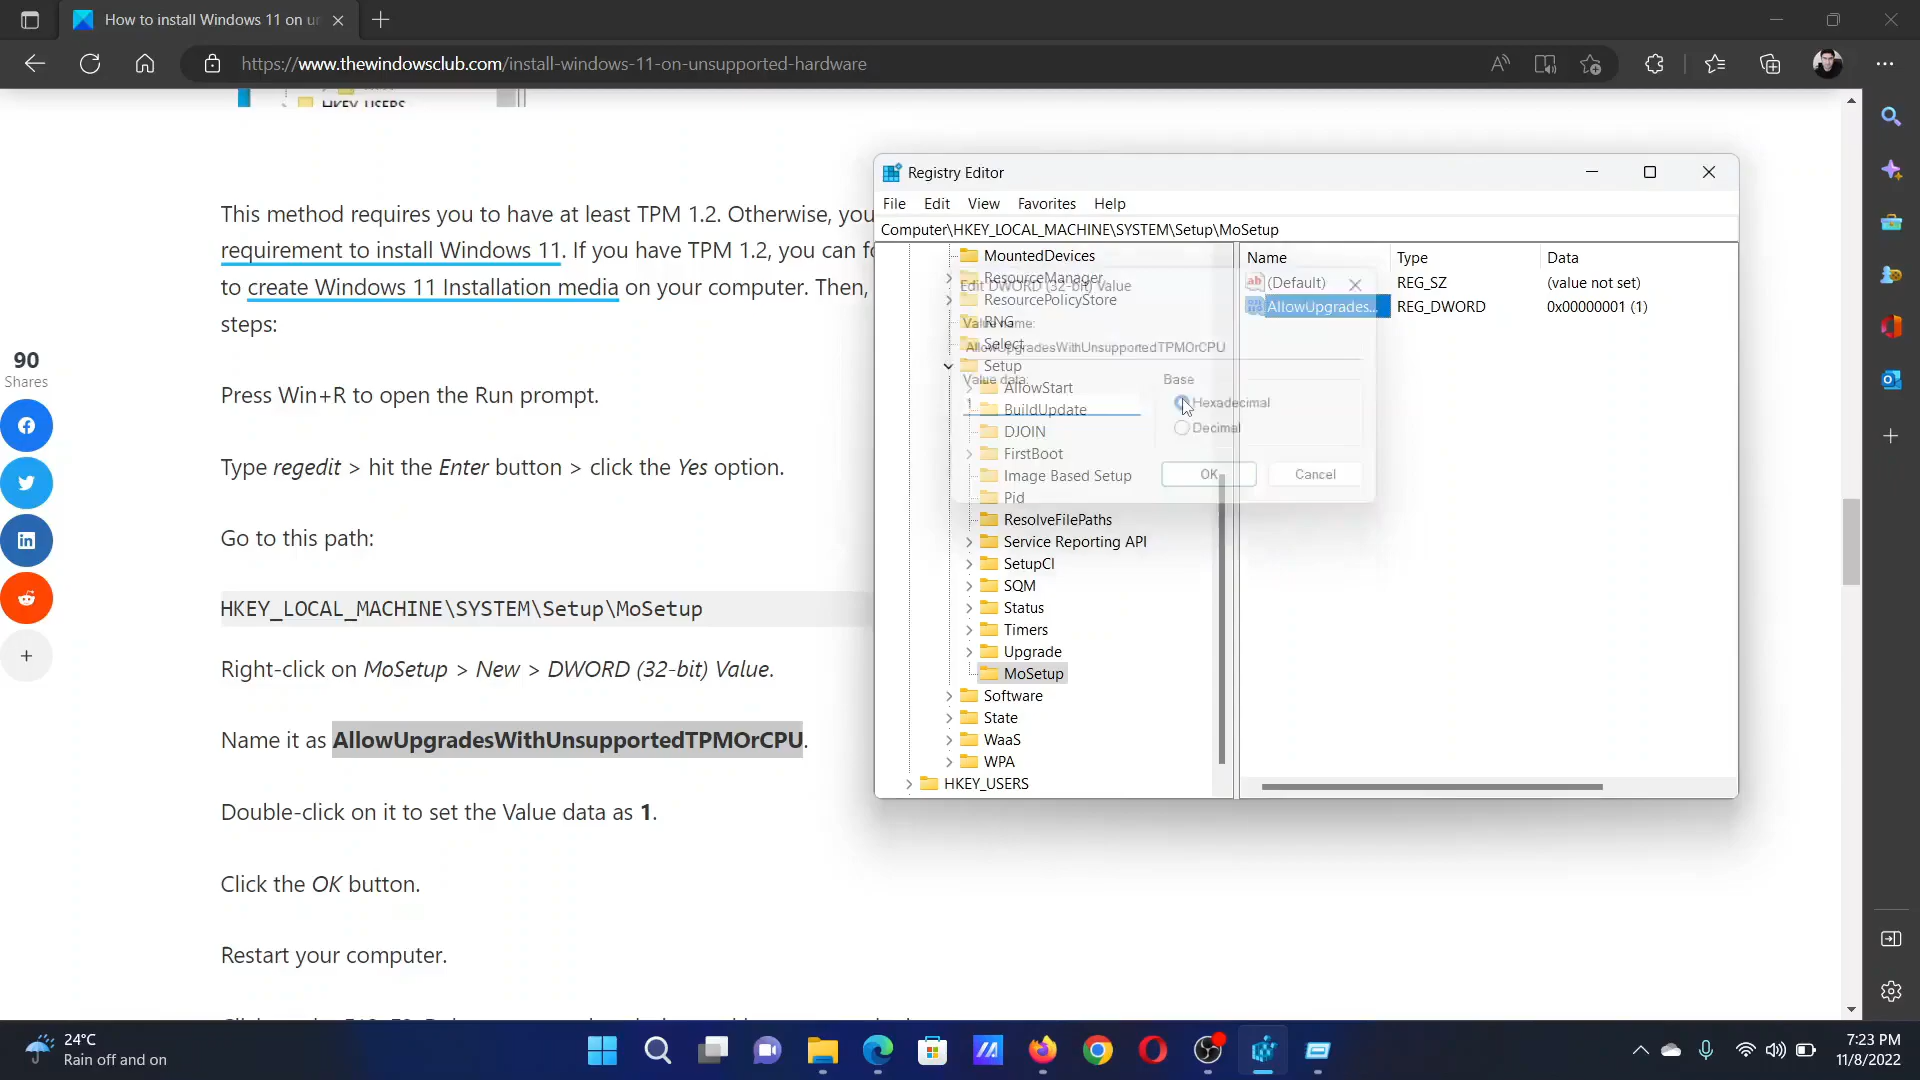 How to install Windows 11 on un
https://www.thewindowsclub.com/install-windows-11-on-unsupported-hardware
HKEY_USERS
This method requires you to have at least TPM 1.2. Otherwise, you
requirement to install Windows 11. If you have TPM 1.2, you can fo
to create Windows 11 Installation media on your computer. Then,
steps:
90
Shares
Press Win+R to open the Run prompt.
Type regedit > hit the Enter button > click the Yes option.
Go to this path:
HKEY_LOCAL_MACHINE\SYSTEM\Setup\MoSetup
Right-click on MoSetup > New > DWORD (32-bit) Value.
Name it as AllowUpgradesWithUnsupportedTPMOrCPU.
Double-click on it to set the Value data as 1.
Click the OK button.
Restart your computer.
Registry Editor
File Edit View Favorites Help
Computer\HKEY_LOCAL_MACHINE\SYSTEM\Setup\MoSetup
MountedDevices
ResourceManager
ResourcePolicyStore
RNG
Select
Setup
AllowStart
BuildUpdate
DJOIN
FirstBoot
Image Based Setup
Pid
ResolveFilePaths
Service Reporting API
SetupCl
SQM
Status
Timers
Upgrade
MoSetup
Software
State
WaaS
WPA
HKEY_USERS
Name Type Data
(Default) REG_SZ (value not set)
AllowUpgrades... REG_DWORD 0x00000001 (1)
Edit DWORD (32-bit) Value
Value name:
AllowUpgradesWithUnsupportedTPMOrCPU
Value data:
1
Base
Hexadecimal
Decimal
OK Cancel
24°C
Rain off and on
7:23 PM
11/8/2022